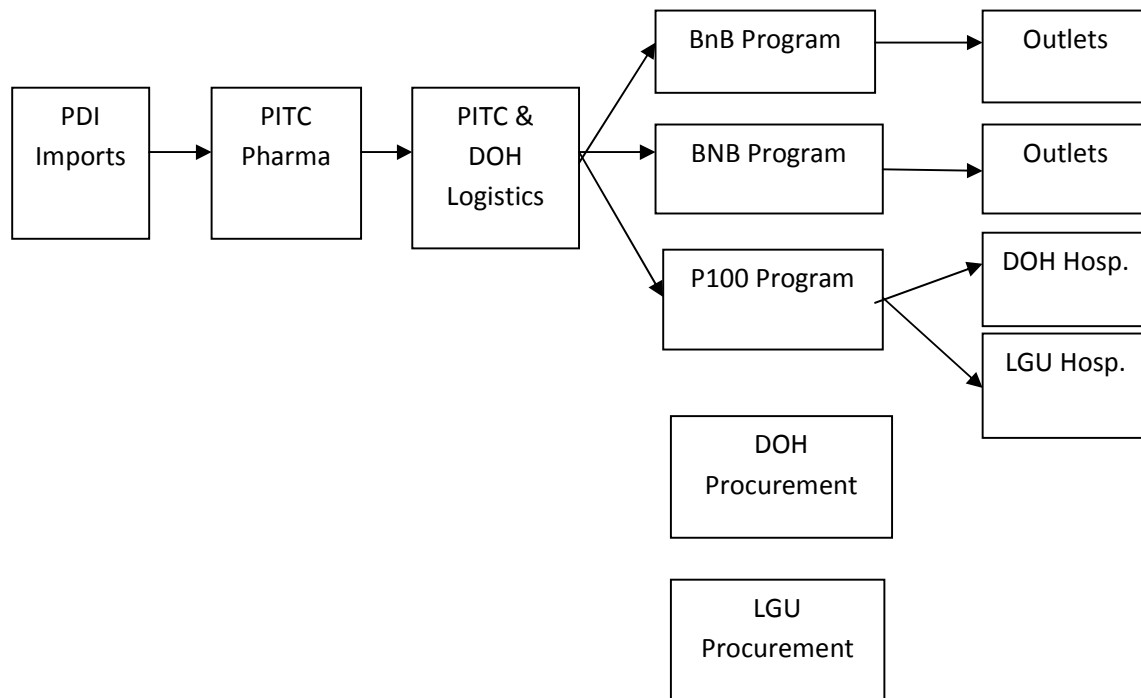 BnB Program
Outlets
PDI
Imports
PITC
Pharma
PITC &
DOH
Logistics
BNB Program
Outlets
P100 Program
DOH Hosp.
LGU Hosp.
DOH
Procurement
LGU
Procurement